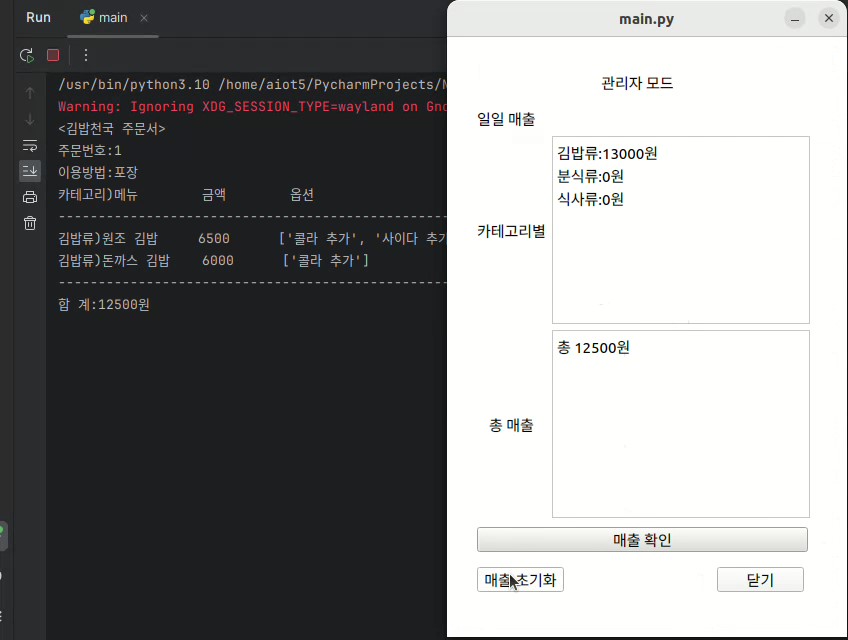 Run
main
/usr/bin/python3.10 /home/aiot5/PycharmProjects/
Warning: Ignoring XDG_SESSION_TYPE=wayland on
<김밥천국 주문서>
주문번호:1
이용방법:포장
카테고리)메뉴 금액 옵션
------------------------------------------------
김밥류)원조 김밥 6500 ['콜라 추가', '사이다 추가
김밥류)돈까스 김밥 6000 ['콜라 추가']
------------------------------------------------
합 계:12500원
main.py
관리자 모드
일일 매출
카테고리별
김밥류:13000원
분식류:0원
식사류:0원
총 매출
총 12500원
매출 확인
매출 초기화
닫기